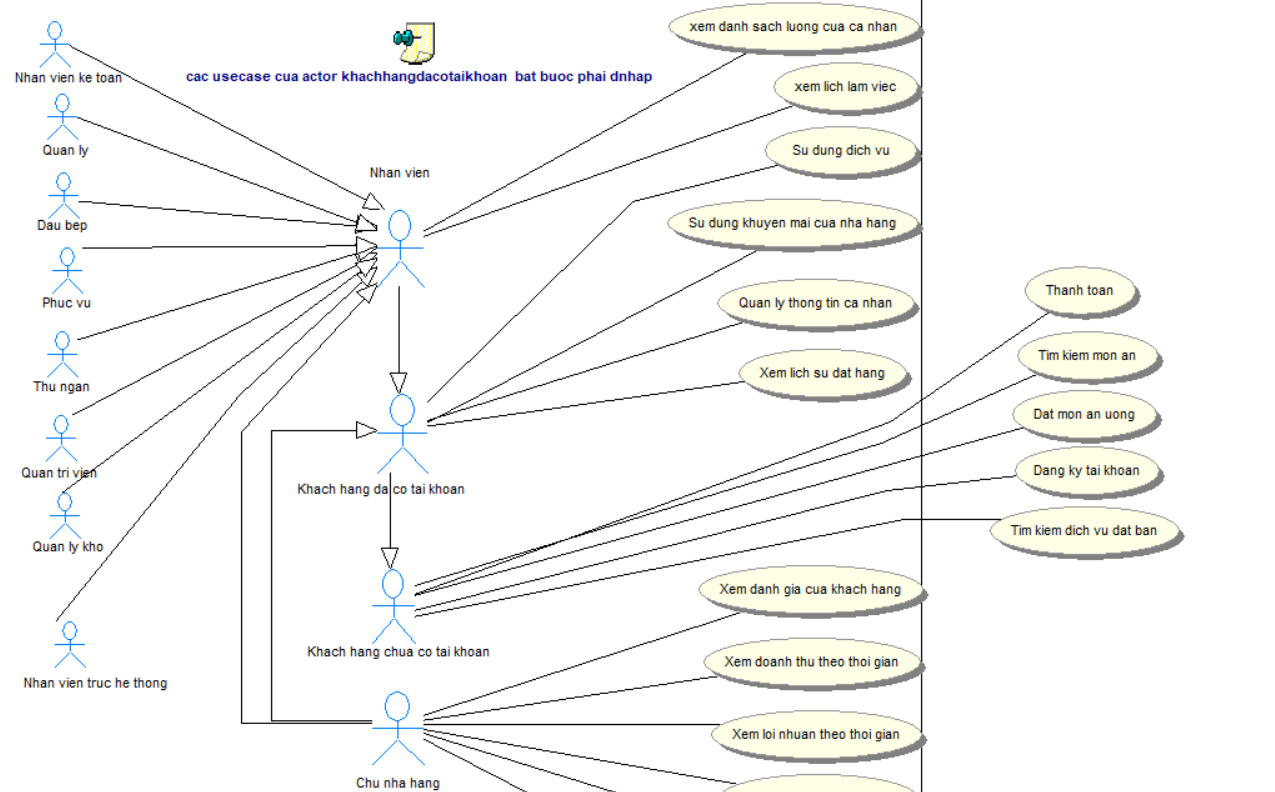 xem danh sach luong cua ca nhan
Nhan vien ke toan
cac usecase cua actor khachhangdacotaikhoan bat buoc phai dnhap
xem lich lam viec
Quan ly
Su dung dich vu
Nhan vien
Dau bep
Su dung khuyen mai cua nha hang
Phuc vu
Quan ly thong tin ca nhan
Thanh toan
Tim kiem mon an
Thu ngan
Xem lich su dat hang
Dat mon an uong
Quan tri vien
Dang ky tai khoan
Khach hang da co tai khoan
Tim kiem dich vu dat ban
Quan ly kho
Xem danh gia cua khach hang
Khach hang chua co tai khoan
Xem doanh thu theo thoi gian
Nhan vien truc he thong
Xem loi nhuan theo thoi gian
Chu nha hang